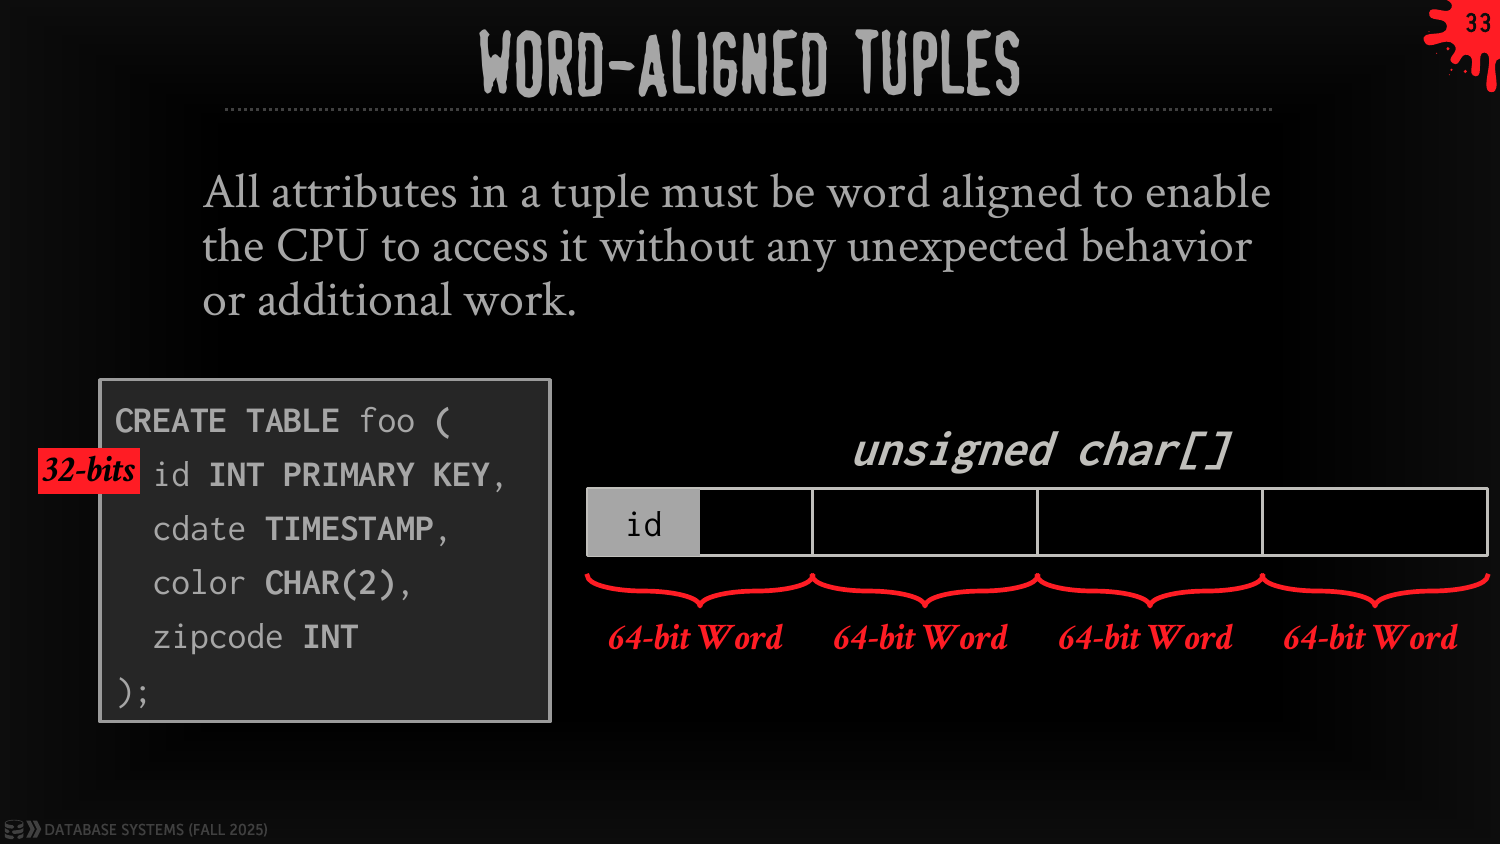 33
WORD-ALIGNED TUPLES
All attributes in a tuple must be word aligned to enable
the CPU to access it without any unexpected behavior
or additional work.
CREATE TABLE foo (
32-bits id INT PRIMARY KEY,
cdate TIMESTAMP,
color CHAR(2),
zipcode INT
);
unsigned char[]
id
64-bit Word 64-bit Word 64-bit Word 64-bit Word
DATABASE SYSTEMS (FALL 2025)